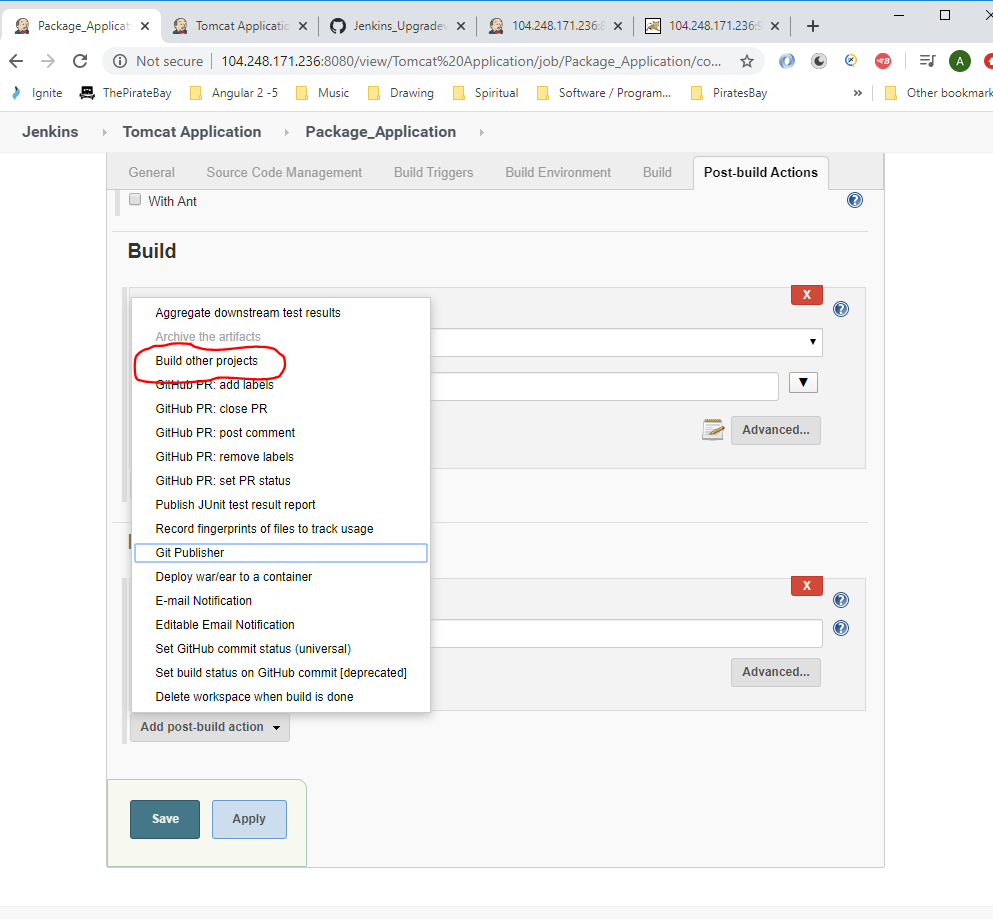 Package_Applicat
Tomcat Applicatio
Jenkins_Upgradev
104.248.171.236:8
104.248.171.236:9
Not secure
104.248.171.236:8080/view/Tomcat%20Application/job/Package_Application/co...
A
Ignite
ThePirateBay
Angular 2 -5
Music
Drawing
Spiritual
Software / Program...
PiratesBay
»
Other bookmark
Jenkins
Tomcat Application
Package_Application
General
Source Code Management
Build Triggers
Build Environment
Build
Post-build Actions
With Ant
Build
X
Aggregate downstream test results
Archive the artifacts
Build other projects
GitHub PR: add labels
GitHub PR: close PR
GitHub PR: post comment
Advanced...
GitHub PR: remove labels
GitHub PR: set PR status
Publish JUnit test result report
Record fingerprints of files to track usage
Git Publisher
Deploy war/ear to a container
X
E-mail Notification
Editable Email Notification
Set GitHub commit status (universal)
Set build status on GitHub commit [deprecated]
Advanced...
Delete workspace when build is done
Add post-build action
Save
Apply